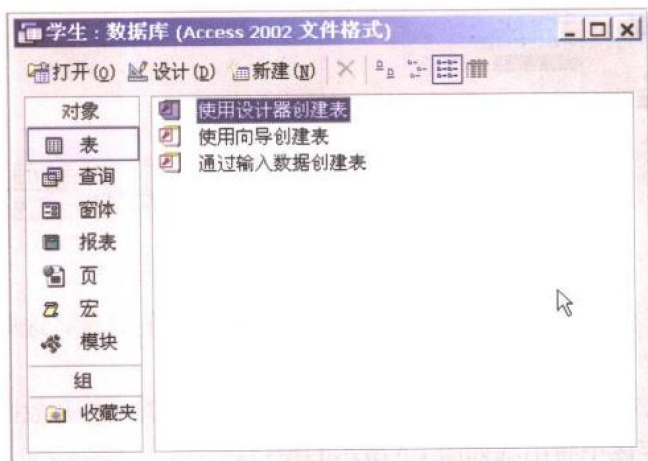 学生 : 数据库 (Access 2002 文件格式)
打开(O) 设计(D) 新建(N)
对象
表
查询
窗体
报表
页
宏
模块
组
收藏夹
使用设计器创建表
使用向导创建表
通过输入数据创建表